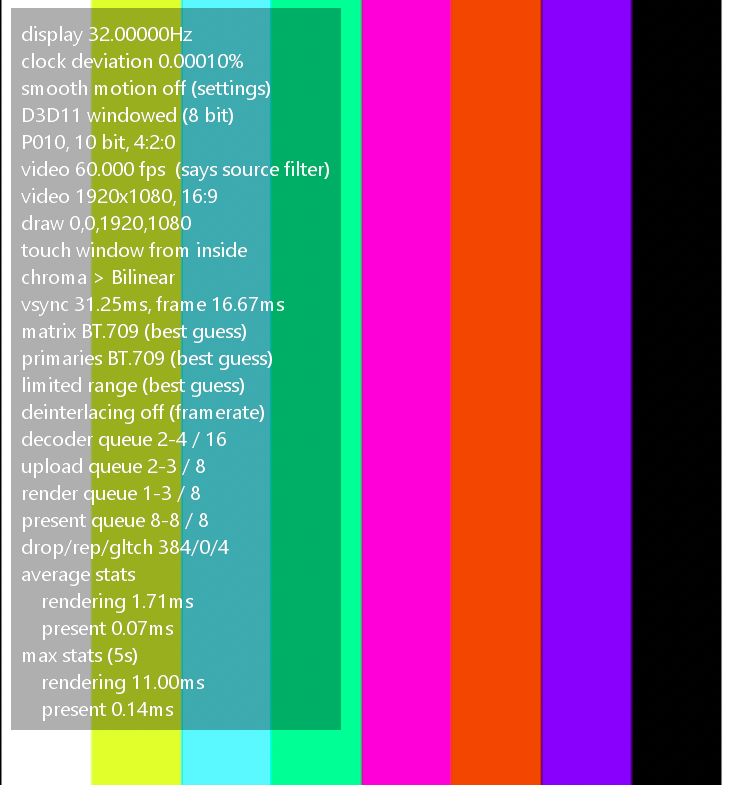 display 32.00000Hz
clock deviation 0.00010%
smooth motion off (settings)
D3D11 windowed (8 bit)
P010, 10 bit, 4:2:0
video 60.000 fps  (says source filter)
video 1920x1080, 16:9
draw 0,0,1920,1080
touch window from inside
chroma > Bilinear
vsync 31.25ms, frame 16.67ms
matrix BT.709 (best guess)
primaries BT.709 (best guess)
limited range (best guess)
deinterlacing off (framerate)
decoder queue 2-4 / 16
upload queue 2-3 / 8
render queue 1-3 / 8
present queue 8-8 / 8
drop/rep/gltch 384/0/4
average stats
rendering 1.71ms
present 0.07ms
max stats (5s)
rendering 11.00ms
present 0.14ms